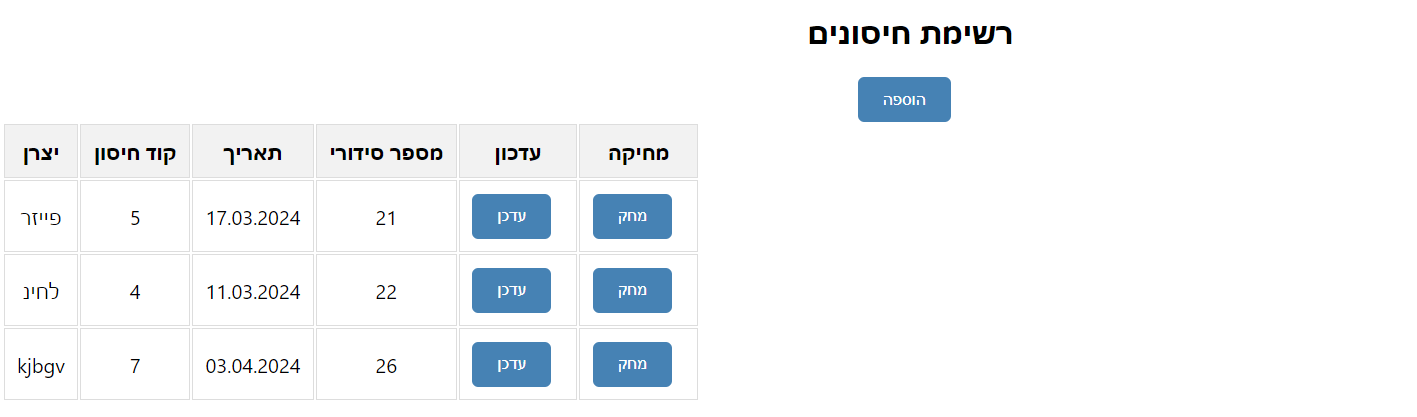 רשימת חיסונים
הוספה
יצרן קוד חיסון תאריך מספר סידורי עדכון מחיקה
פייזר 5 17.03.2024 21 עדכן מחק
לחינ 4 11.03.2024 22 עדכן מחק
kjbgv 7 03.04.2024 26 עדכן מחק